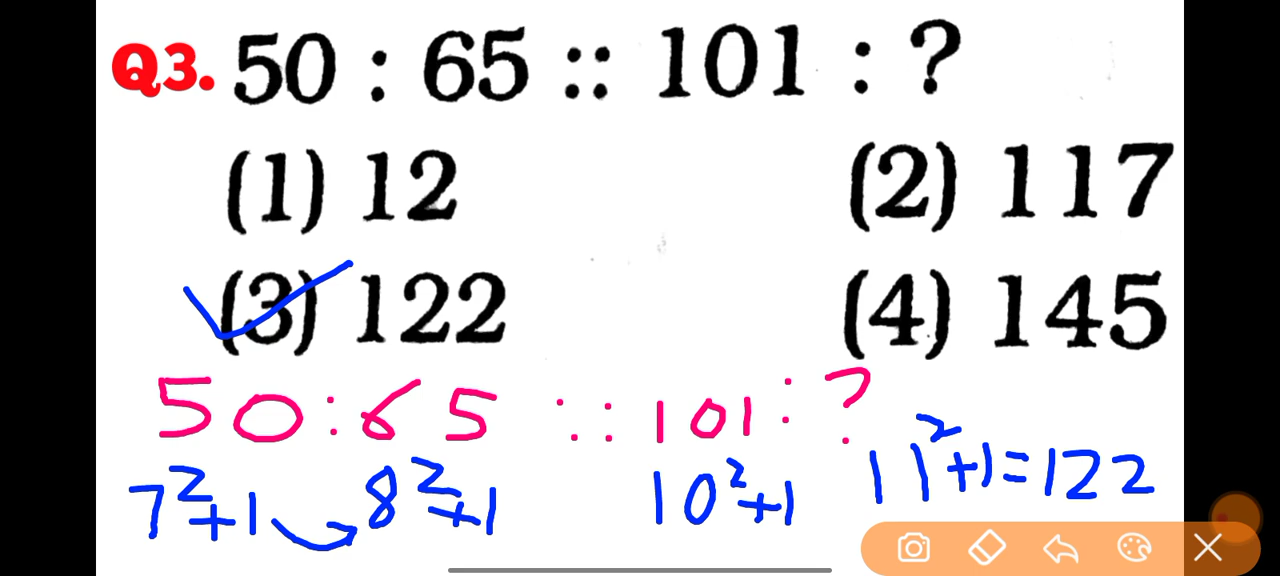 Q3. 50 : 65 :: 101 : ?
(1) 12 (2) 117
(3) 122 (4) 145
50 : 65 :: 101 : ?
7²+1 8²+1 10²+1 11²+1=122